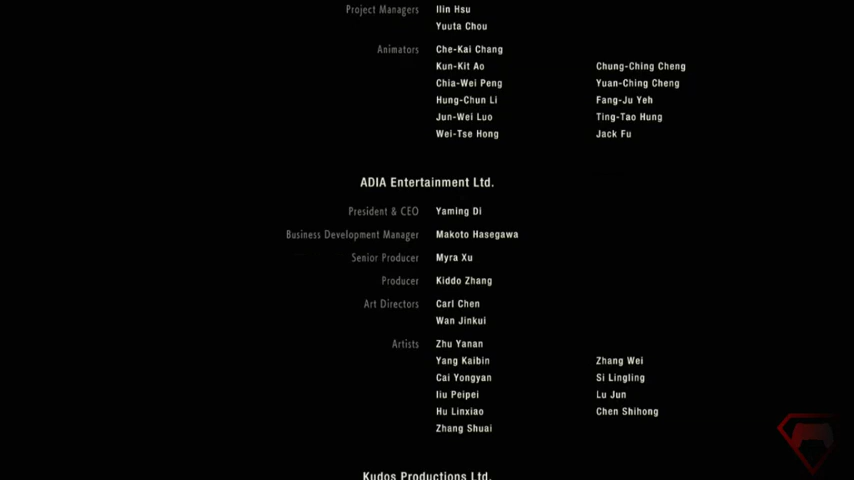 Project Managers Ilin Hsu
Yuuta Chou
Animators Che-Kai Chang
Kun-Kit Ao Chung-Ching Cheng
Chia-Wei Peng Yuan-Ching Cheng
Hung-Chun Li Fang-Ju Yeh
Jun-Wei Luo Ting-Tao Hung
Wei-Tse Hong Jack Fu
ADIA Entertainment Ltd.
President & CEO Yaming Di
Business Development Manager Makoto Hasegawa
Senior Producer Myra Xu
Producer Kiddo Zhang
Art Directors Carl Chen
Wan Jinkui
Artists Zhu Yanan
Yang Kaibin Zhang Wei
Cai Yongyan Si Lingling
liu Peipei Lu Jun
Hu Linxiao Chen Shihong
Zhang Shuai
Kudos Productions Ltd.